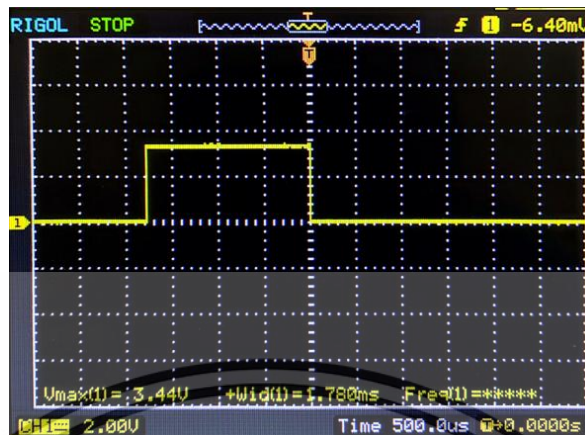 RIGOL STOP T f 1 -6.40mV
T
1
Vmax(1)= 3.44V +Wid(1)=1.780ms Freq(1)=*****
CH1 2.00V Time 500.0us T→0.0000s